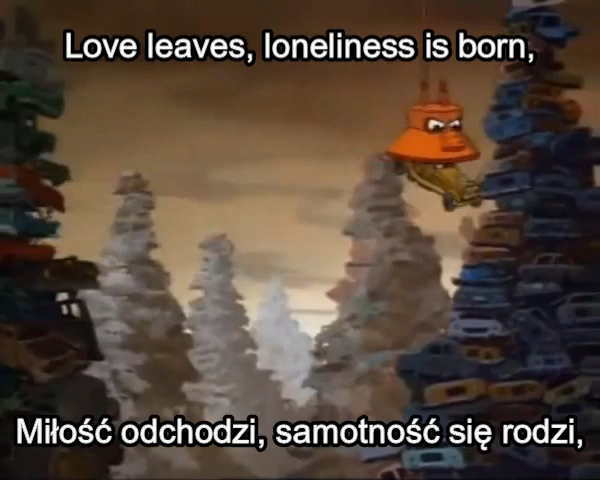 Love leaves, loneliness is born,
Miłość odchodzi, samotność się rodzi,